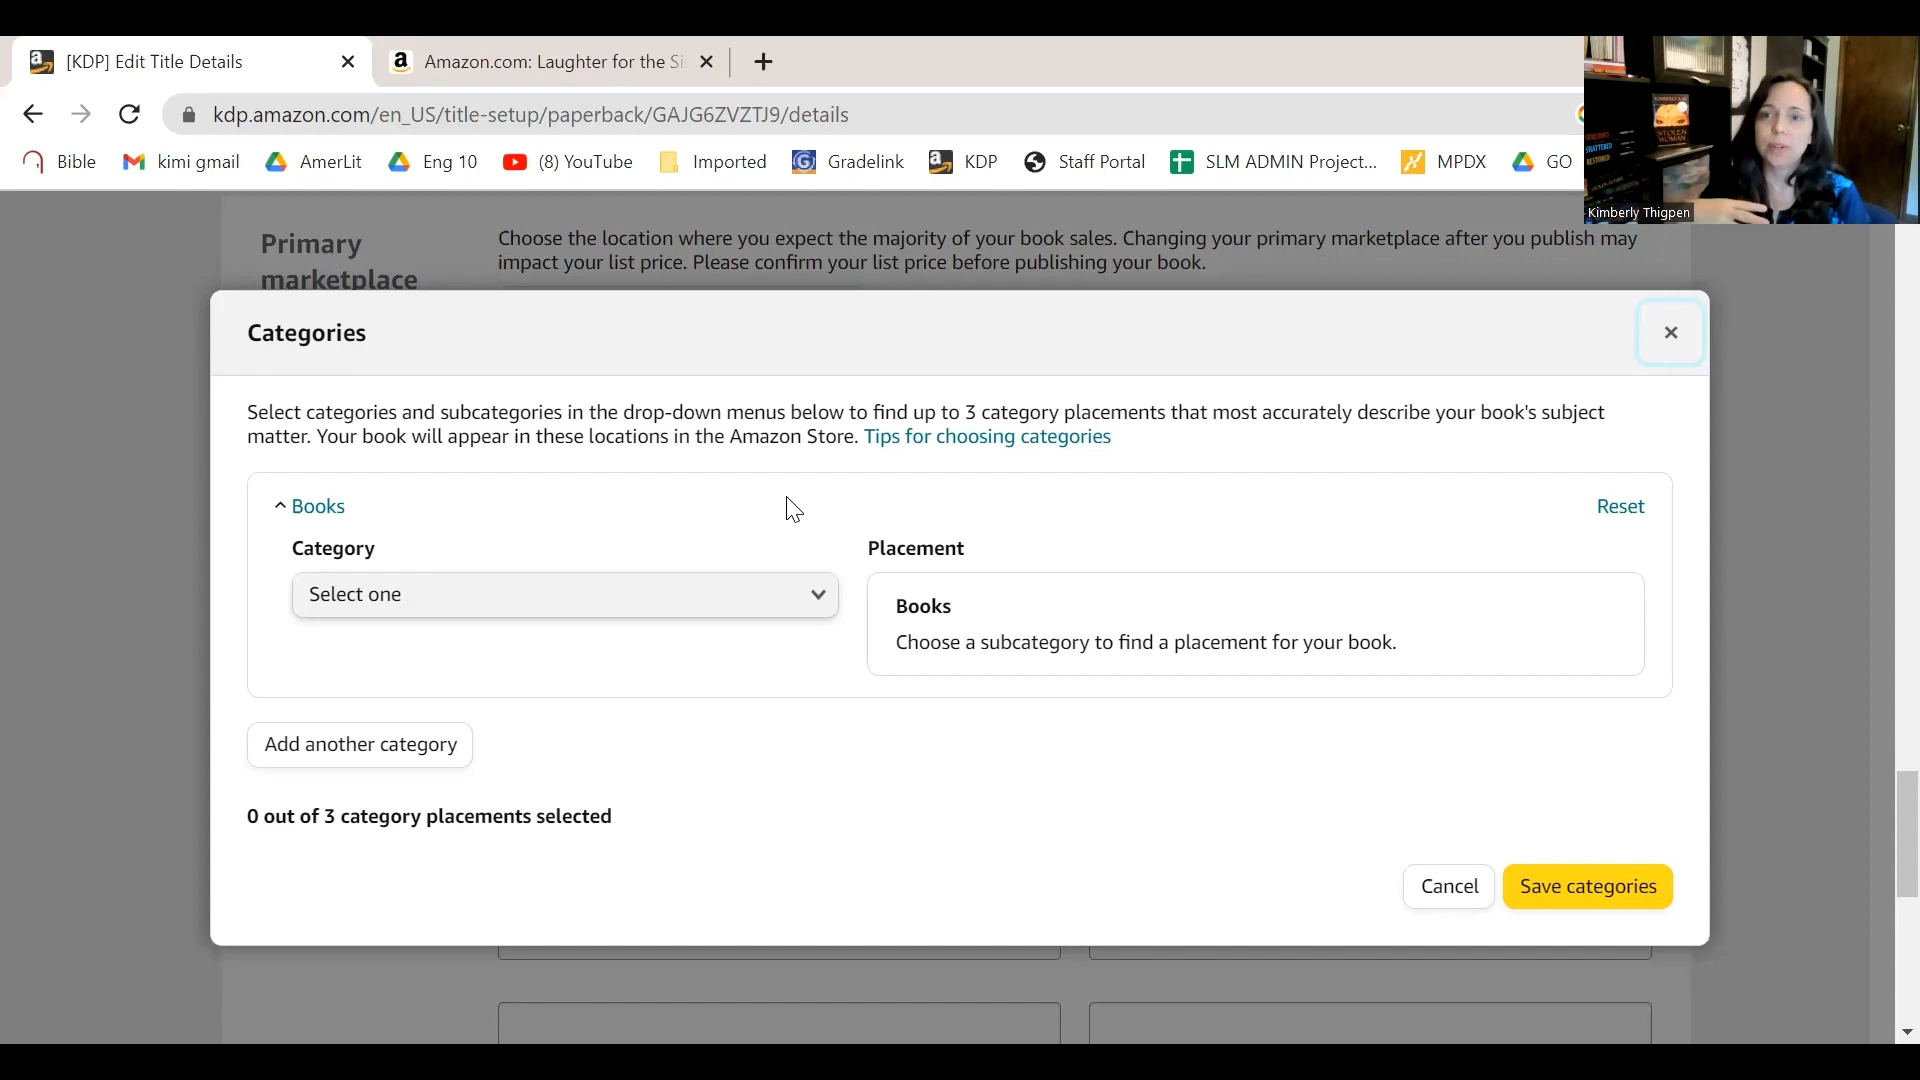 [KDP] Edit Title Details
Amazon.com: Laughter for the Si
kdp.amazon.com/en_US/title-setup/paperback/GAJG6ZVZTJ9/details
Bible kimi gmail AmerLit Eng 10 (8) YouTube Imported Gradelink KDP Staff Portal SLM ADMIN Project... MPDX GO
STOLEN
WOMAN
SHATTERED
RESTORED
Kimberly Thigpen
Primary
marketplace
Choose the location where you expect the majority of your book sales. Changing your primary marketplace after you publish may
impact your list price. Please confirm your list price before publishing your book.
Categories
Select categories and subcategories in the drop-down menus below to find up to 3 category placements that most accurately describe your book's subject
matter. Your book will appear in these locations in the Amazon Store. Tips for choosing categories
Books
Reset
Category
Placement
Select one
Books
Choose a subcategory to find a placement for your book.
Add another category
0 out of 3 category placements selected
Cancel
Save categories